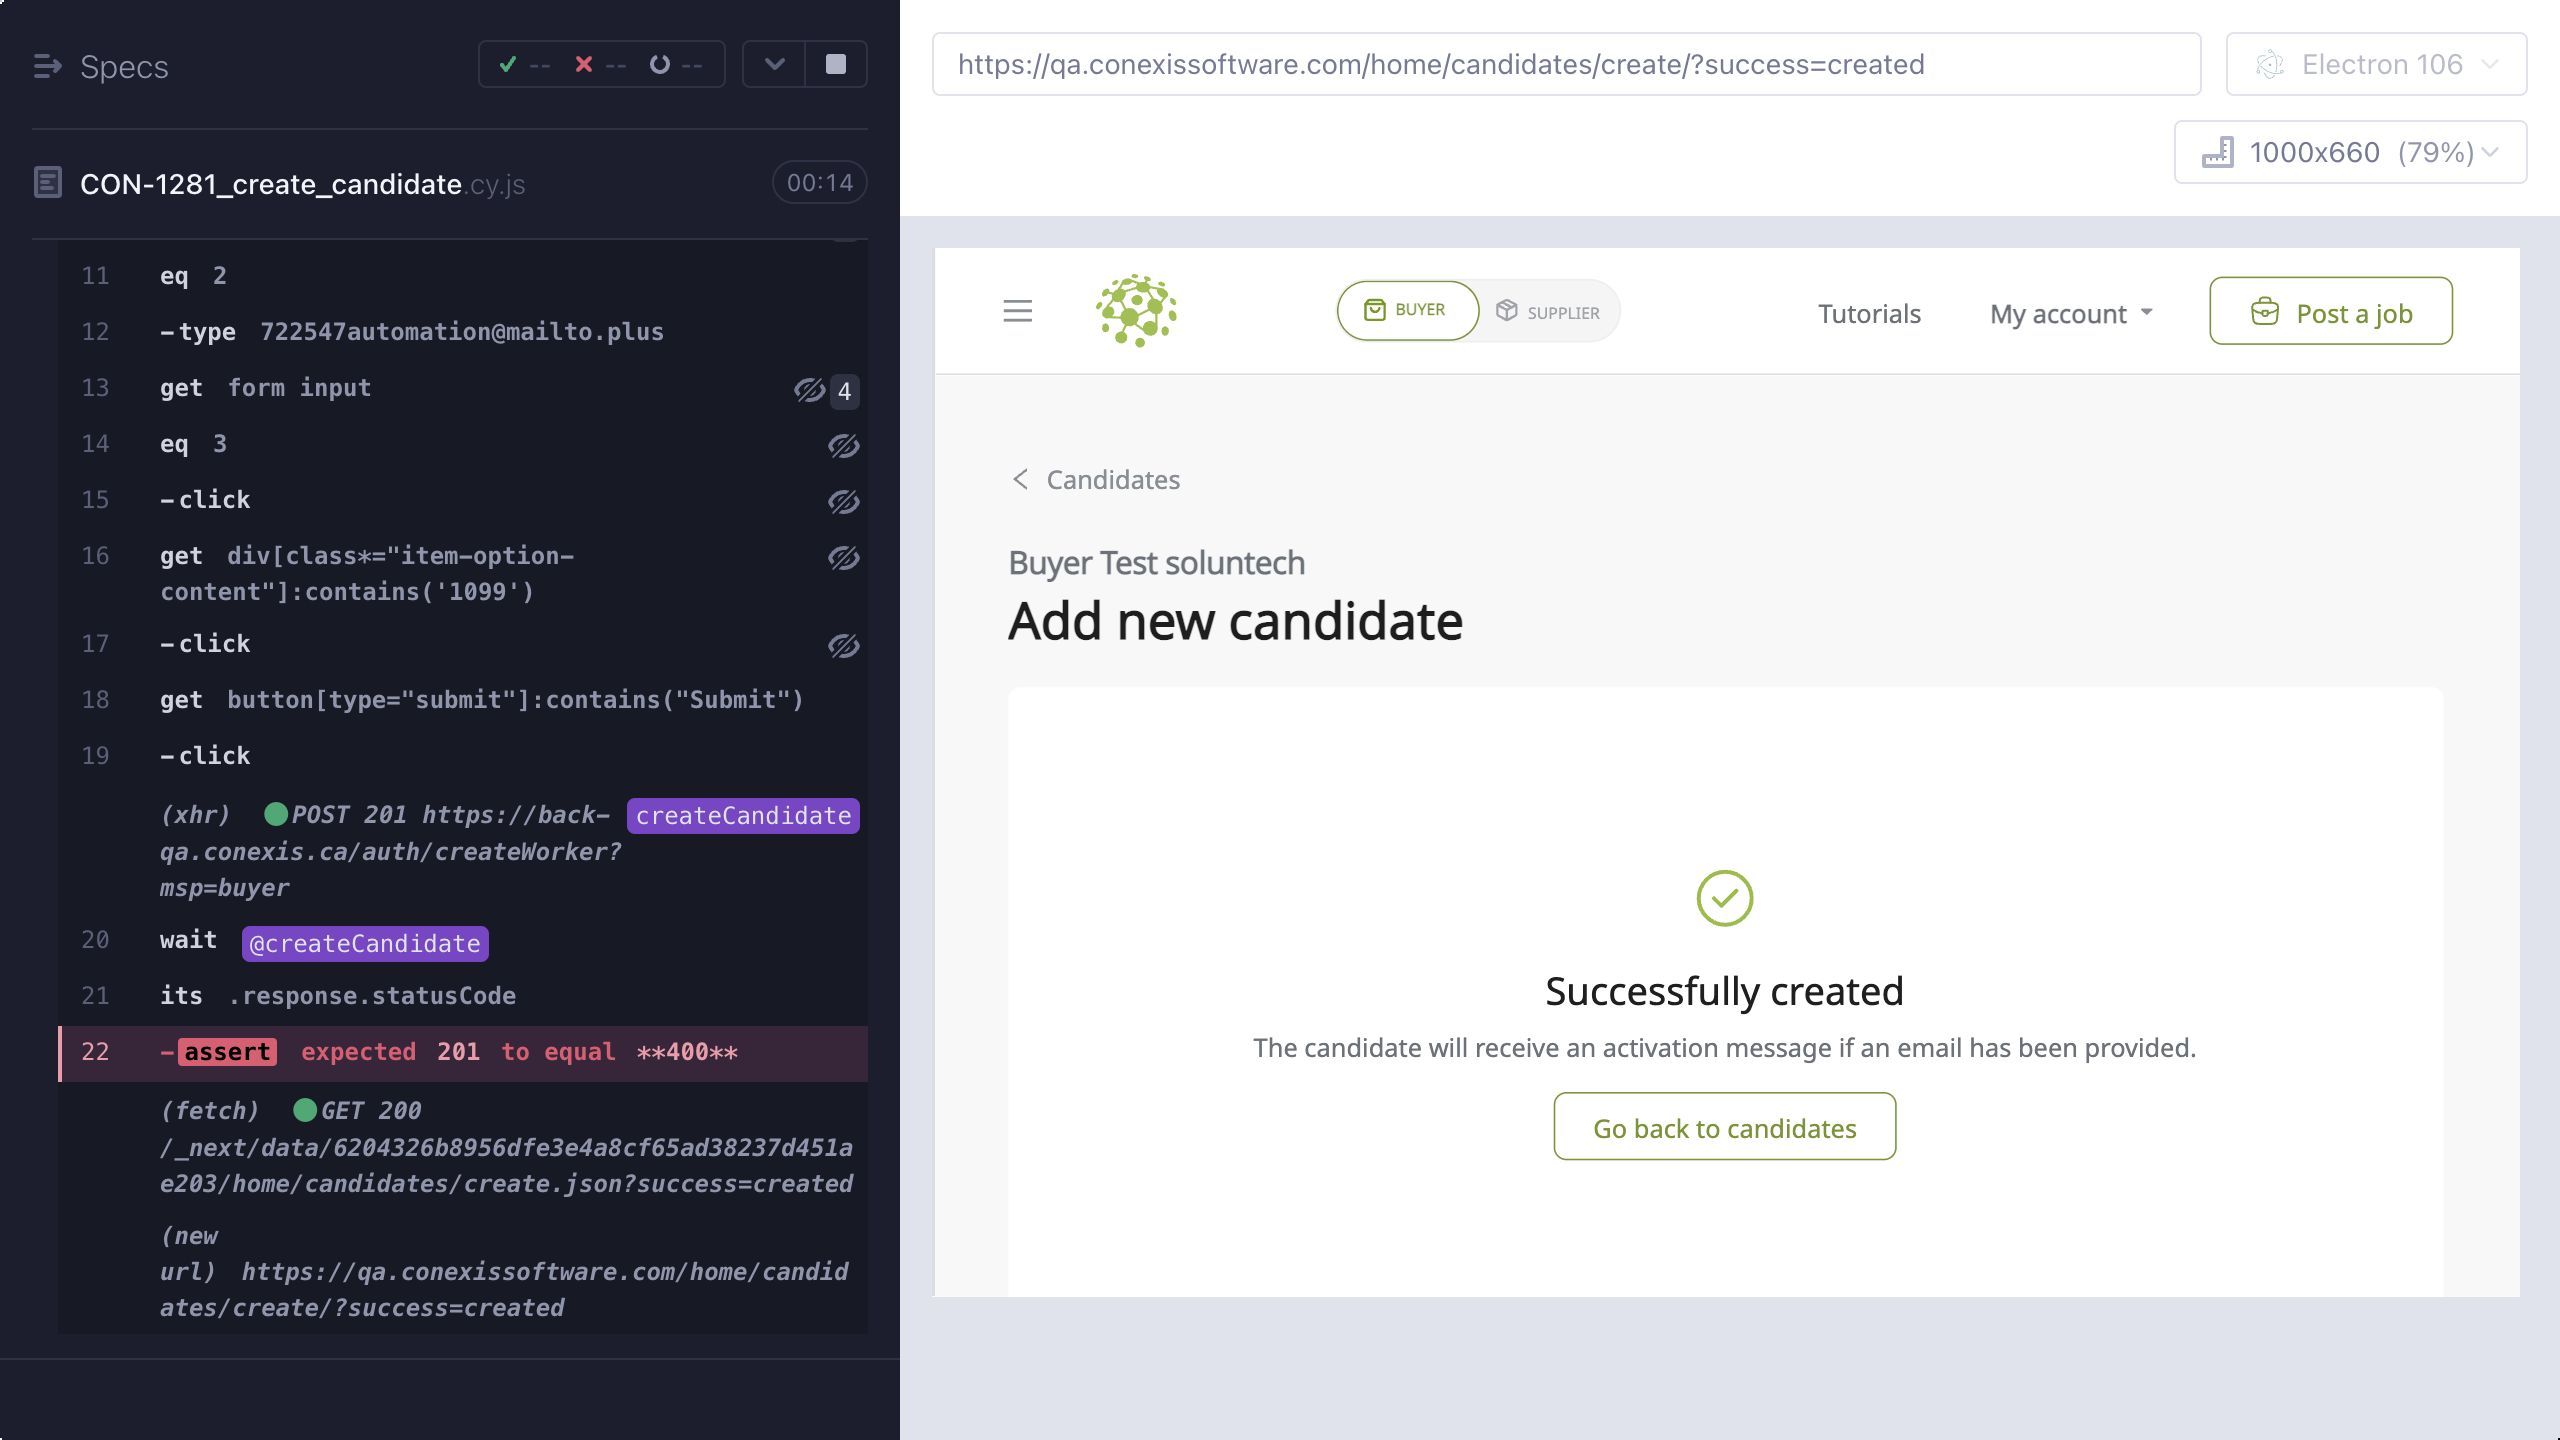 Specs
-- -- --
CON-1281_create_candidate.cy.js
00:14
11 eq 2
12 -type 722547automation@mailto.plus
13 get form input 4
14 eq 3
15 -click
16 get div[class*="item-option-
content"]:contains('1099')
17 -click
18 get button[type="submit"]:contains("Submit")
19 -click
(xhr) POST 201 https://back- createCandidate
qa.conexis.ca/auth/createWorker?
msp=buyer
20 wait @createCandidate
21 its .response.statusCode
22 -assert expected 201 to equal **400**
(fetch) GET 200
/_next/data/6204326b8956dfe3e4a8cf65ad38237d451a
e203/home/candidates/create.json?success=created
(new
url) https://qa.conexissoftware.com/home/candid
ates/create/?success=created
https://qa.conexissoftware.com/home/candidates/create/?success=created
Electron 106
1000x660 (79%)
BUYER SUPPLIER Tutorials My account Post a job
Candidates
Buyer Test soluntech
Add new candidate
Successfully created
The candidate will receive an activation message if an email has been provided.
Go back to candidates